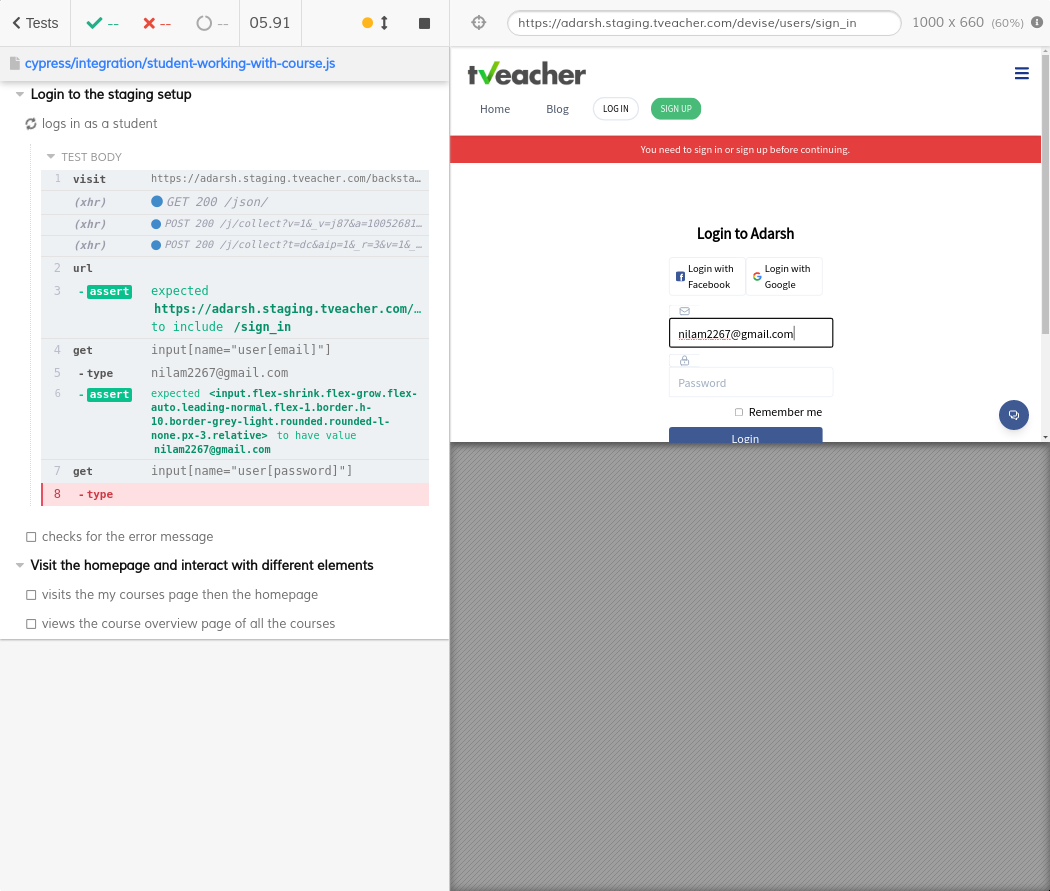 Tests -- -- -- 05.91
cypress/integration/student-working-with-course.js
Login to the staging setup
logs in as a student
TEST BODY
1 visit https://adarsh.staging.tveacher.com/backsta…
(xhr) GET 200 /json/
(xhr) POST 200 /j/collect?v=1&_v=j87&a=10052681…
(xhr) POST 200 /j/collect?t=dc&aip=1&_r=3&v=1&_…
2 url
3 - assert expected
https://adarsh.staging.tveacher.com/…
to include /sign_in
4 get input[name="user[email]"]
5 - type nilam2267@gmail.com
6 - assert expected <input.flex-shrink.flex-grow.flex-
auto.leading-normal.flex-1.border.h-
10.border-grey-light.rounded.rounded-l-
none.px-3.relative> to have value
nilam2267@gmail.com
7 get input[name="user[password]"]
8 - type
checks for the error message
Visit the homepage and interact with different elements
visits the my courses page then the homepage
views the course overview page of all the courses
https://adarsh.staging.tveacher.com/devise/users/sign_in 1000 x 660 (60%)
tveacher
Home Blog LOG IN SIGN UP
You need to sign in or sign up before continuing.
Login to Adarsh
Login with Facebook
Login with Google
nilam2267@gmail.com
Password
Remember me
Login